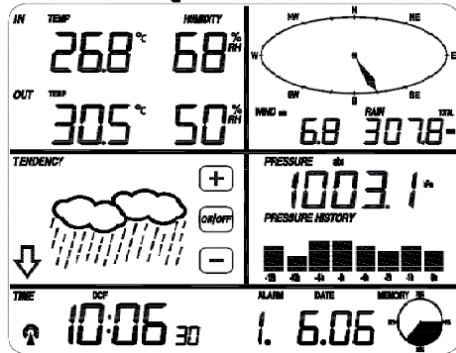 IN TEMP HUMIDITY
26.8 °C 68 % RH
OUT TEMP
30.5 °C 50 % RH
N
NW NE
W E
SW SE
S
WIND RAIN TOTAL
6.8 307.8
TENDENCY
+
ON/OFF
−
PRESSURE abs
1003.1
PRESSURE HISTORY
TIME DCF ALARM DATE MEMORY
10:06 30 1. 6.06